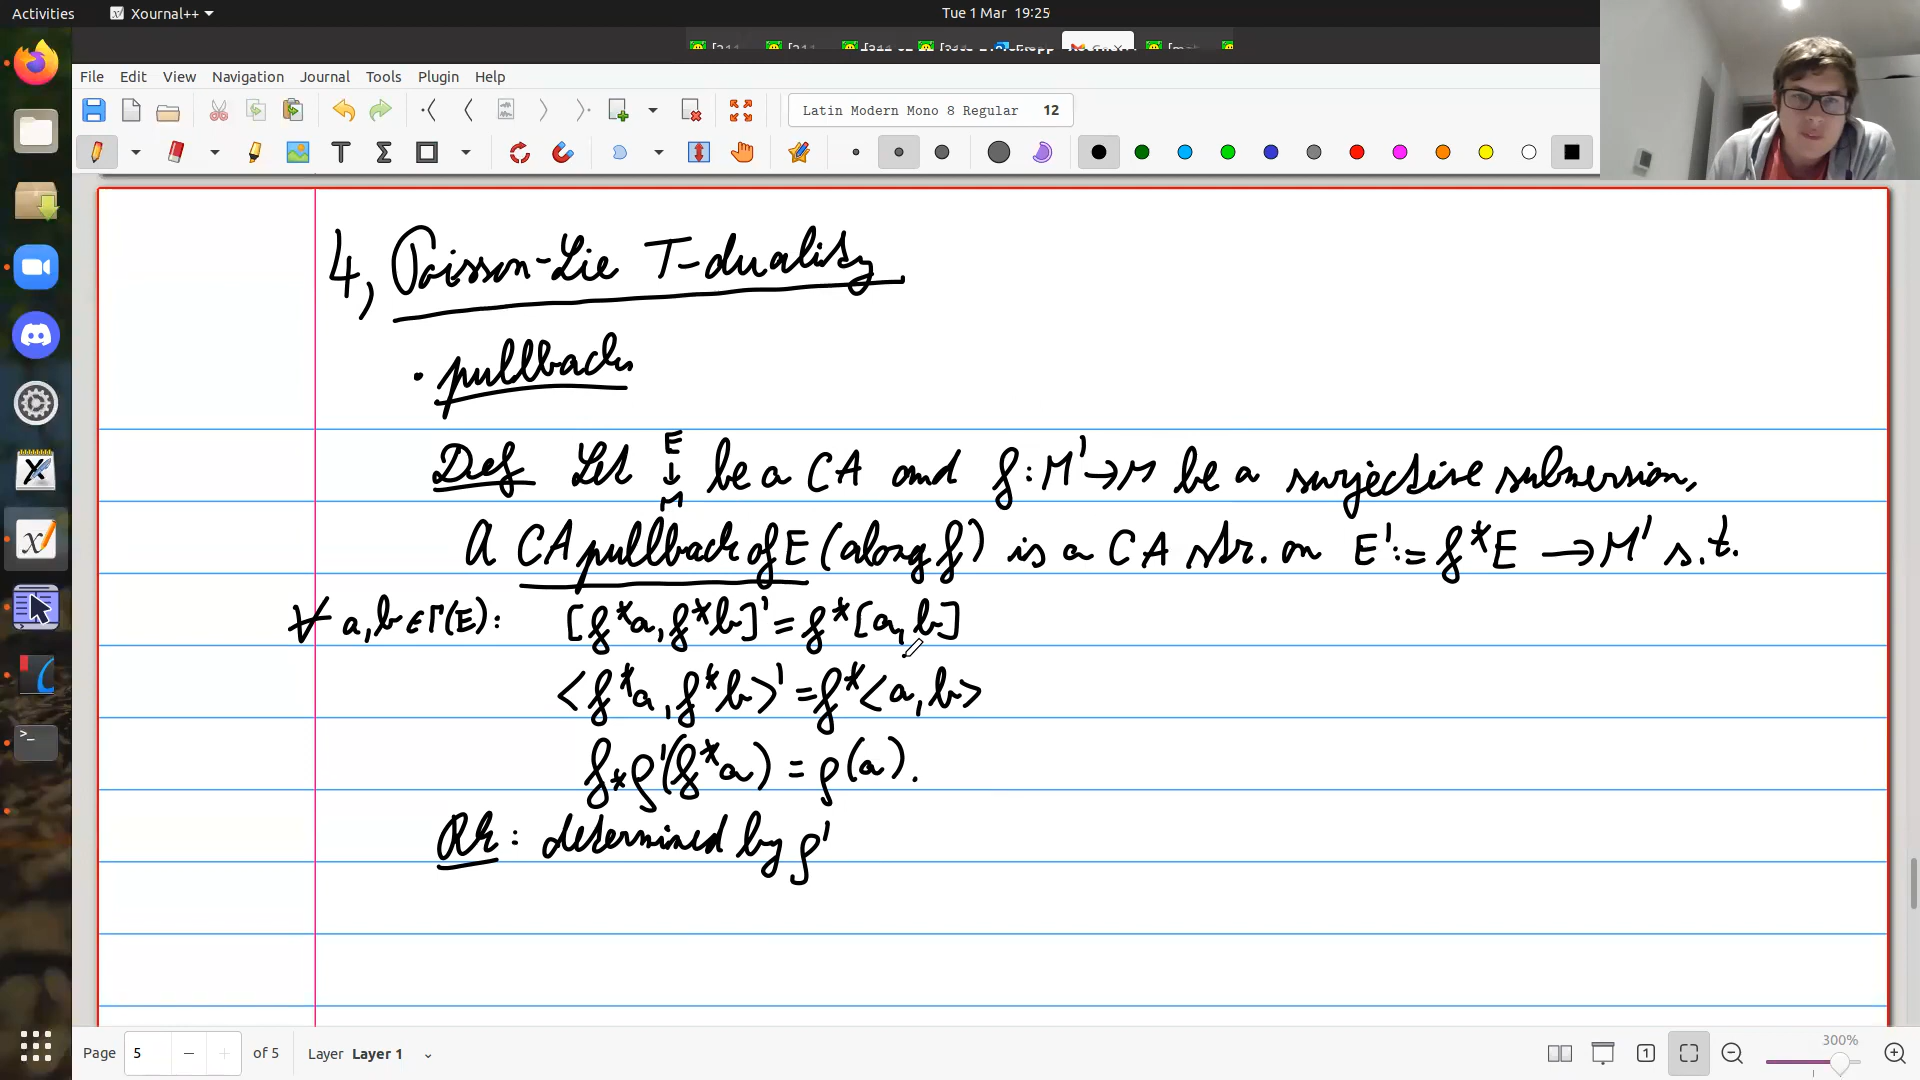 Activities
Xournal++
Tue 1 Mar 19:25
File Edit View Navigation Journal Tools Plugin Help
Latin Modern Mono 8 Regular 12
4, Poisson-Lie T-duality
• pullbacks
Def Let E ↓ M be a CA and f: M' → M be a surjective submersion.
A CA pullback of E (along f) is a CA str. on E' := f*E → M' s.t.
∀ a,b ∈ Γ(E): [f*a, f*b]' = f*[a,b]
<f*a, f*b>' = f*<a,b>
f_* ρ'(f*a) = ρ(a).
Rk: determined by ρ'
Page 5 of 5 Layer Layer 1
300%